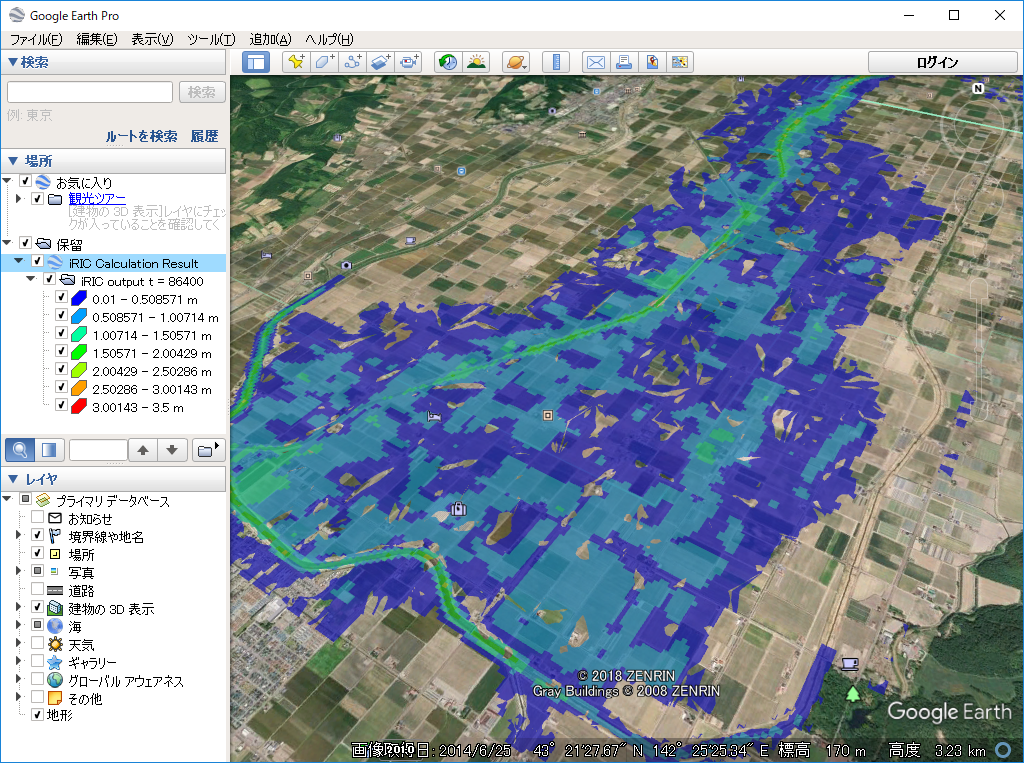 Google Earth Pro
ファイル(F) 編集(E) 表示(V) ツール(T) 追加(A) ヘルプ(H)
検索
検索
例: 東京
ルートを検索 履歴
場所
お気に入り
観光ツアー
[建物の 3D 表示]レイヤにチェッ
クが入っていることを確認してく
保留
iRIC Calculation Result
iRIC output t = 86400
0.01 - 0.508571 m
0.508571 - 1.00714 m
1.00714 - 1.50571 m
1.50571 - 2.00429 m
2.00429 - 2.50286 m
2.50286 - 3.00143 m
3.00143 - 3.5 m
レイヤ
プライマリ データベース
お知らせ
境界線や地名
場所
写真
道路
建物の 3D 表示
海
天気
ギャラリー
グローバル アウェアネス
その他
地形
ログイン
N
© 2018 ZENRIN
Gray Buildings © 2008 ZENRIN
Google Earth
2010
画像取得日: 2014/6/25 43° 21'27.67" N 142° 25'25.34" E 標高 170 m 高度 3.23 km